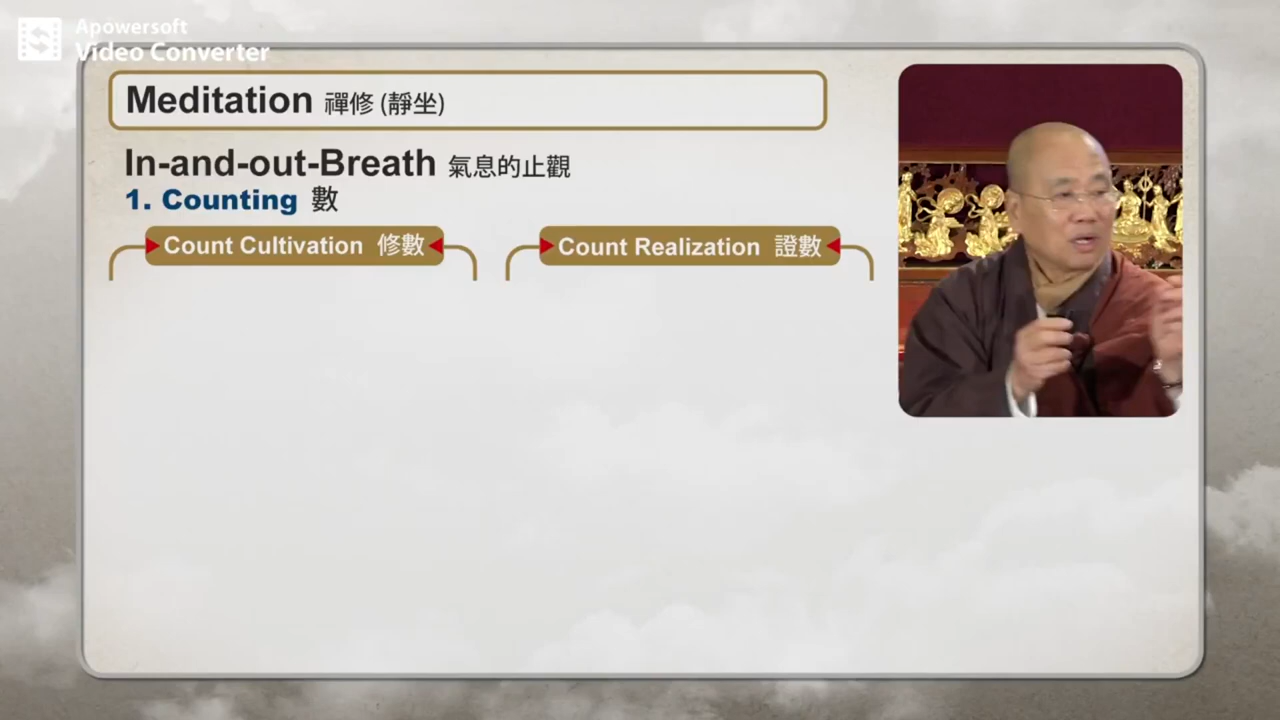 Apowersoft
Video Converter
Meditation 禪修 (靜坐)
In-and-out-Breath 氣息的止觀
1. Counting 數
Count Cultivation 修數
Count Realization 證數